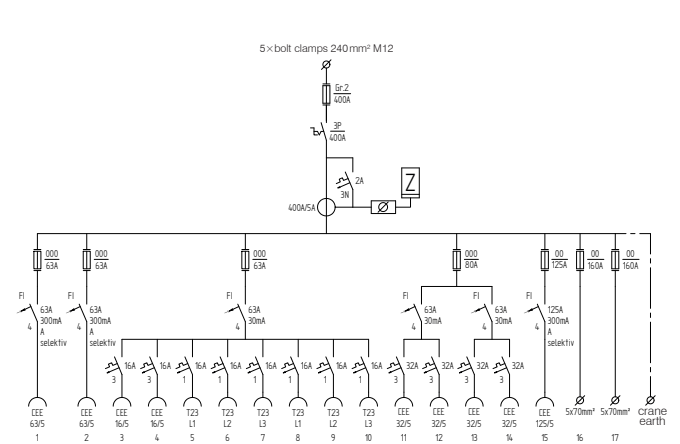 5×bolt clamps 240mm² M12
Gr.2
400A
3P
400A
2A
3N
Z
400A/5A
000 000 000 000 00 00 00
63A 63A 63A 80A 125A 160A 160A
FI 63A FI 63A FI 63A FI 63A FI 63A FI 125A
300mA 300mA 30mA 30mA 30mA 300mA
4 A 4 A 4 4 4 4 A
selektiv selektiv selektiv
16A 16A 16A 16A 16A 16A 16A 16A 32A 32A 32A 32A
3 3 1 1 1 1 1 1 3 3 3 3
CEE CEE CEE CEE T23 T23 T23 T23 T23 T23 CEE CEE CEE CEE CEE 5x70mm² 5x70mm² crane
63/5 63/5 16/5 16/5 L1 L2 L3 L1 L2 L3 32/5 32/5 32/5 32/5 125/5 earth
1 2 3 4 5 6 7 8 9 10 11 12 13 14 15 16 17